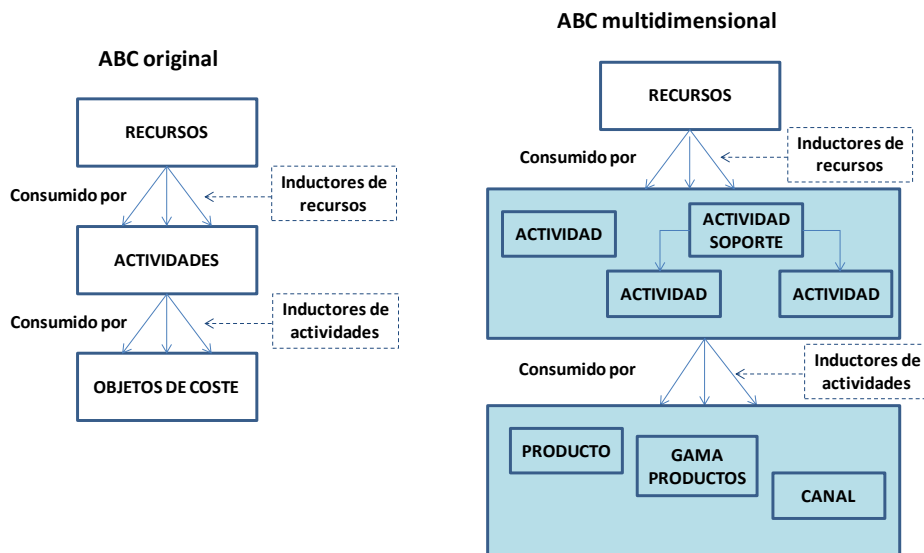 ABC original
RECURSOS
Consumido por
Inductores de
recursos
ACTIVIDADES
Consumido por
Inductores de
actividades
OBJETOS DE COSTE
ABC multidimensional
RECURSOS
Consumido por
Inductores de
recursos
ACTIVIDAD
ACTIVIDAD
SOPORTE
ACTIVIDAD
ACTIVIDAD
Consumido por
Inductores de
actividades
PRODUCTO
GAMA
PRODUCTOS
CANAL